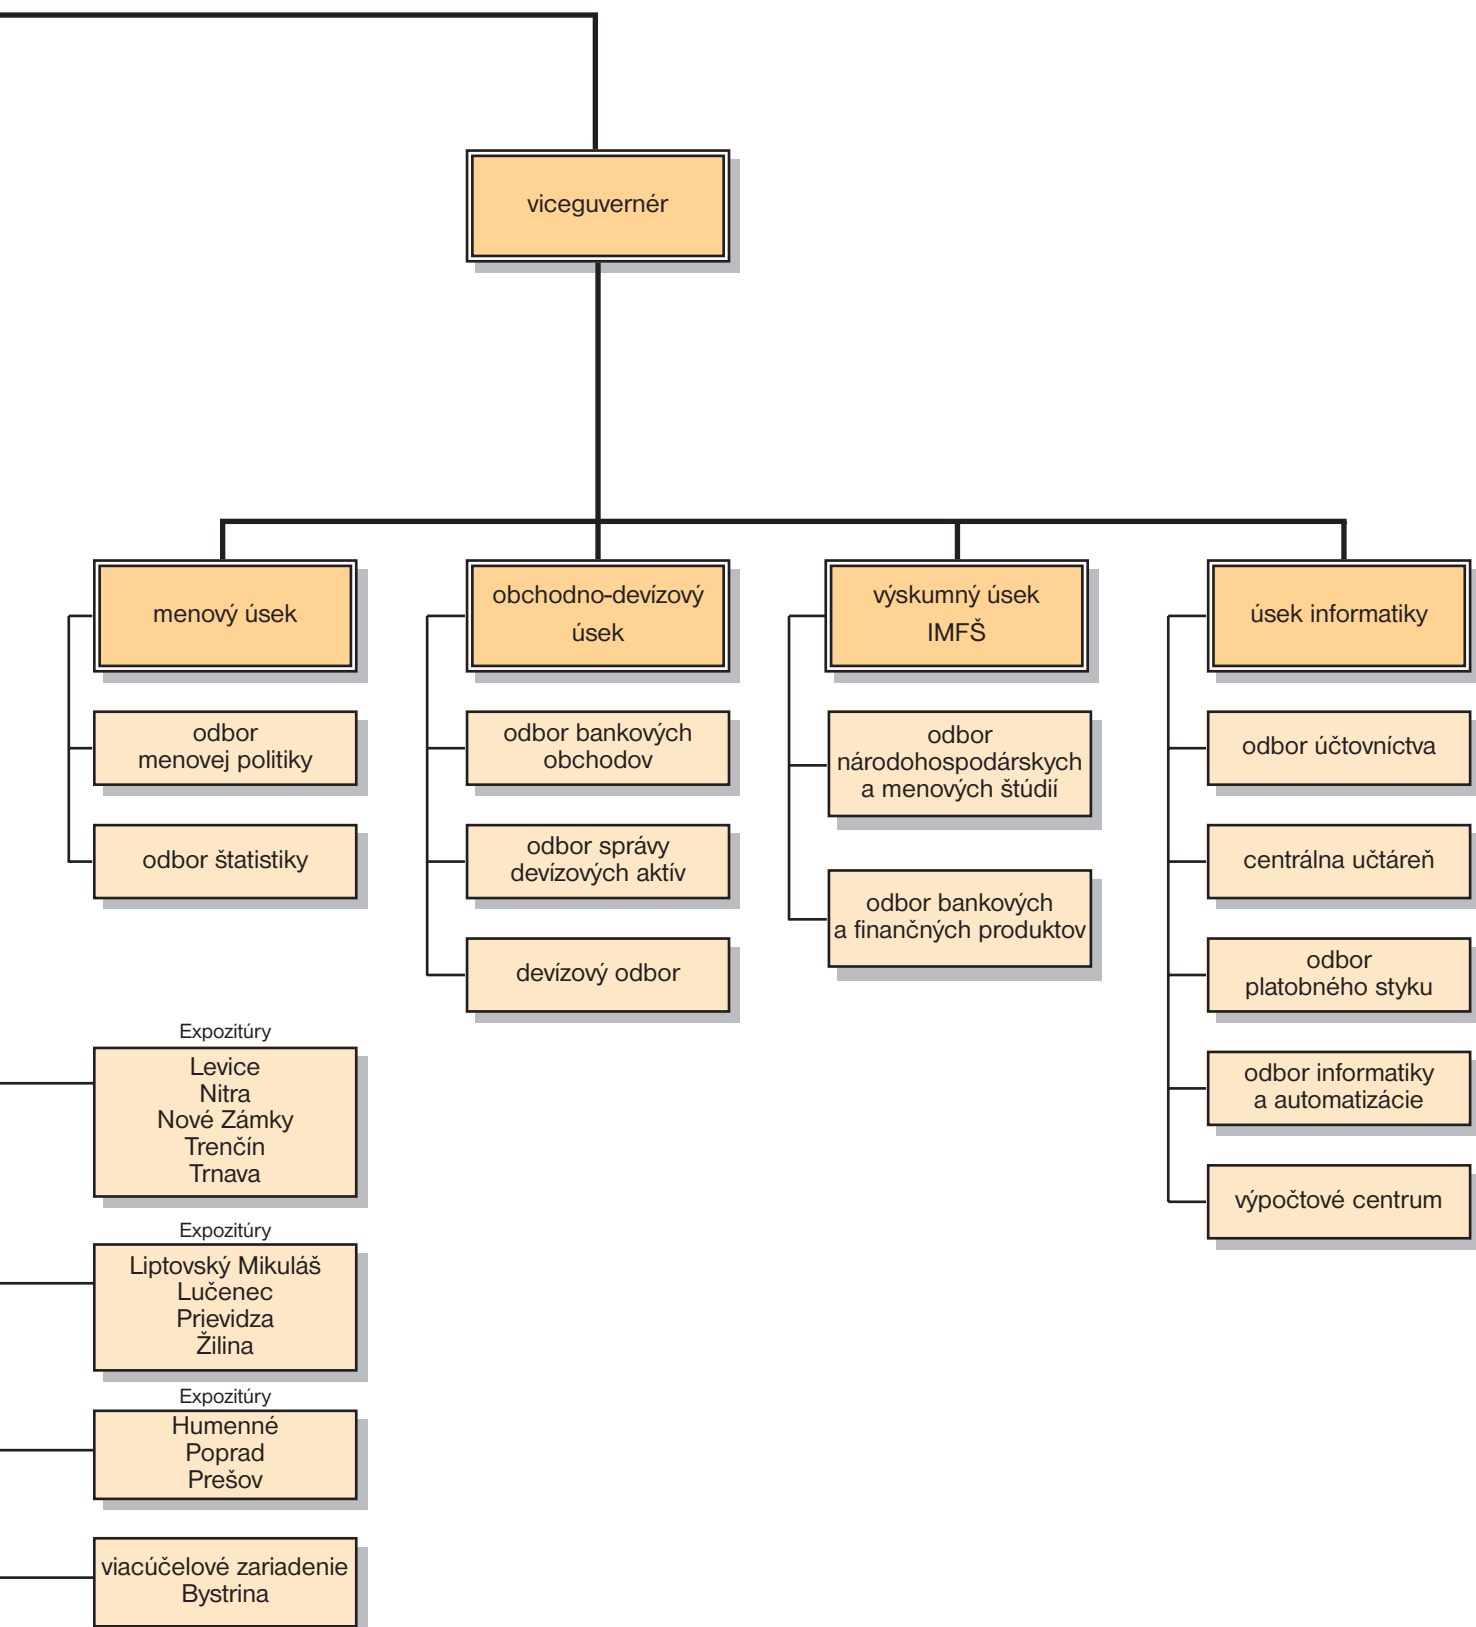 viceguvernér
menový úsek
odbor
menovej politiky
odbor štatistiky
obchodno-devízový
úsek
odbor bankových
obchodov
odbor správy
devízových aktív
devízový odbor
výskumný úsek
IMFŠ
odbor
národohospodárskych
a menových štúdií
odbor bankových
a finančných produktov
úsek informatiky
odbor účtovníctva
centrálna učtáreň
odbor
platobného styku
odbor informatiky
a automatizácie
výpočtové centrum
Expozitúry
Levice
Nitra
Nové Zámky
Trenčín
Trnava
Expozitúry
Liptovský Mikuláš
Lučenec
Prievidza
Žilina
Expozitúry
Humenné
Poprad
Prešov
viacúčelové zariadenie
Bystrina